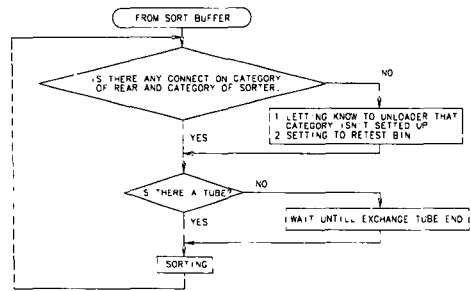 FROM SORT BUFFER
IS THERE ANY CONNECT ON CATEGORY
OF REAR AND CATEGORY OF SORTER.
NO
1 LETTING KNOW TO UNLOADER THAT
CATEGORY ISN'T SETTED UP
2 SETTING TO RETEST BIN
YES
IS THERE A TUBE?
NO
WAIT UNTILL EXCHANGE TUBE END
YES
SORTING